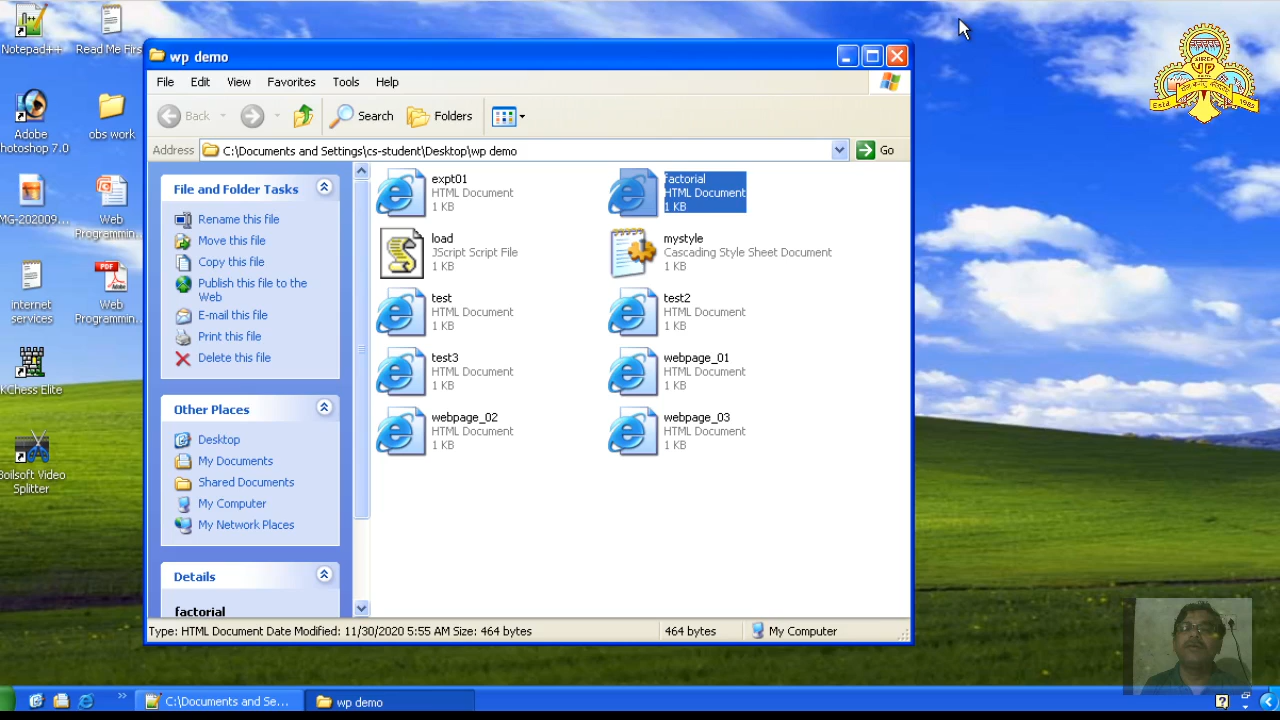 Notepad++
Read Me Firs
Adobe
hotoshop 7.0
obs work
MG-202009...
Web
Programmin...
internet
services
Web
Programmin...
kChess Elite
Boilsoft Video
Splitter
wp demo
File Edit View Favorites Tools Help
Back Search Folders
Address C:\Documents and Settings\cs-student\Desktop\wp demo Go
File and Folder Tasks
Rename this file
Move this file
Copy this file
Publish this file to the
Web
E-mail this file
Print this file
Delete this file
Other Places
Desktop
My Documents
Shared Documents
My Computer
My Network Places
Details
factorial
expt01
HTML Document
1 KB
factorial
HTML Document
1 KB
load
JScript Script File
1 KB
mystyle
Cascading Style Sheet Document
1 KB
test
HTML Document
1 KB
test2
HTML Document
1 KB
test3
HTML Document
1 KB
webpage_01
HTML Document
1 KB
webpage_02
HTML Document
1 KB
webpage_03
HTML Document
1 KB
Type: HTML Document Date Modified: 11/30/2020 5:55 AM Size: 464 bytes 464 bytes My Computer
C:\Documents and Se... wp demo
Estd 1983